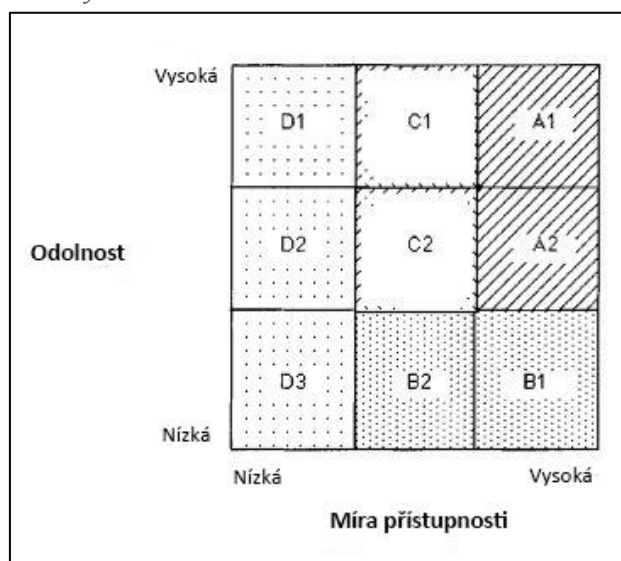 Vysoká
D1 C1 A1
Odolnost
D2 C2 A2
D3 B2 B1
Nízká
Nízká Vysoká
Míra přístupnosti